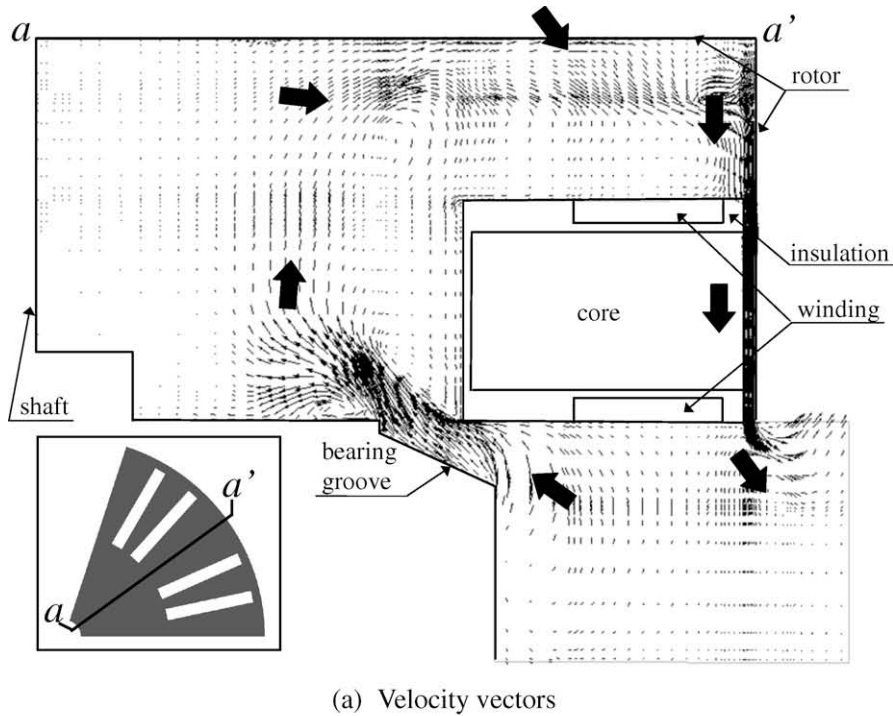 a
a’
rotor
insulation
winding
core
shaft
bearing
groove
a’
a
(a) Velocity vectors